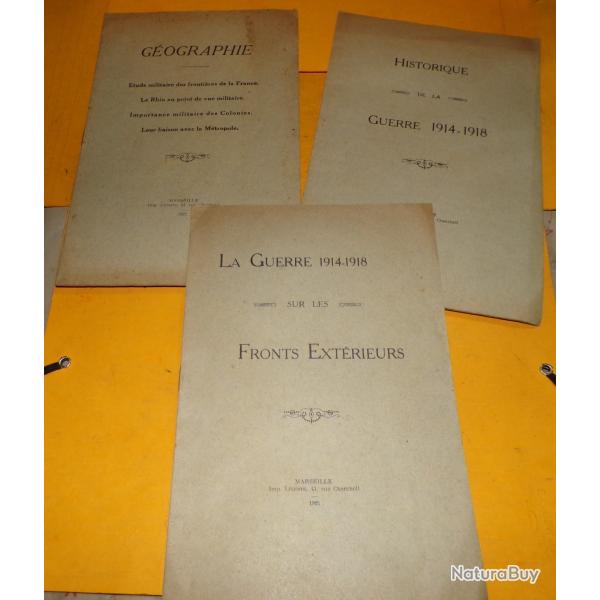 GÉOGRAPHIE
Etude militaire des frontières de la France.
Le Rhin au point de vue militaire.
Importance militaire des Colonies.
Leur liaison avec la Métropole.
MARSEILLE
HISTORIQUE
DE LA
GUERRE 1914-1918
LA GUERRE 1914-1918
SUR LES
FRONTS EXTÉRIEURS
MARSEILLE
Imp.
rue
NaturaBuy